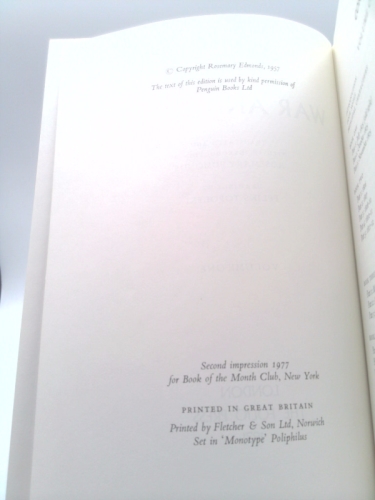 © Copyright Rosemary Edmonds, 1957
The text of this edition is used by kind permission of
Penguin Books Ltd
Second impression 1977
for Book of the Month Club, New York
PRINTED IN GREAT BRITAIN
Printed by Fletcher & Son Ltd, Norwich
Set in 'Monotype' Poliphilus